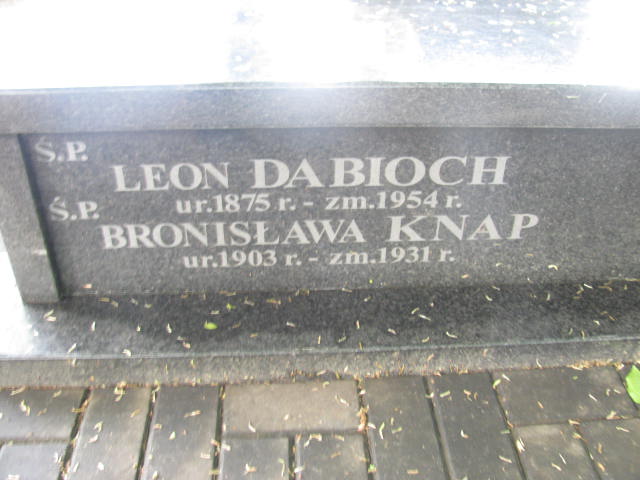 Ś.P.
LEON DABIOCH
ur.1875 r. - zm.1954 r.
Ś.P.
BRONISŁAWA KNAP
ur.1903 r. - zm.1931 r.